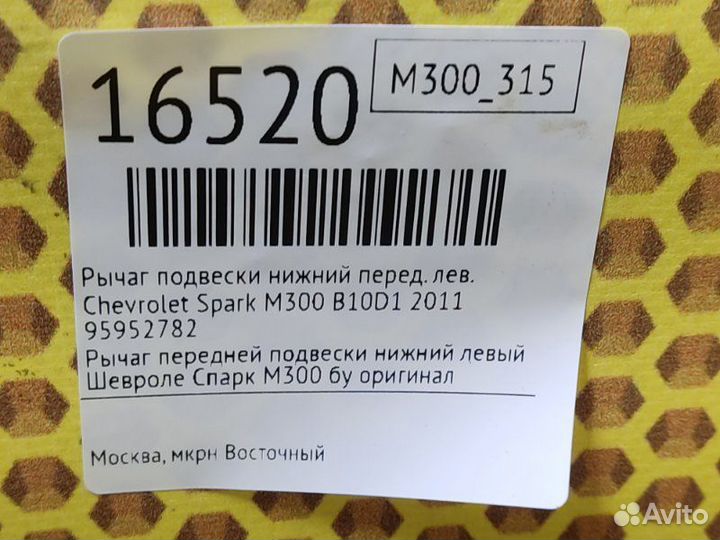 16520
M300_315
Рычаг подвески нижний перед. лев.
Chevrolet Spark M300 B10D1 2011
95952782
Рычаг передней подвески нижний левый
Шевроле Спарк М300 бу оригинал
Москва, мкрн Восточный
Avito